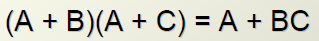 (A + B)(A + C) = A + BC